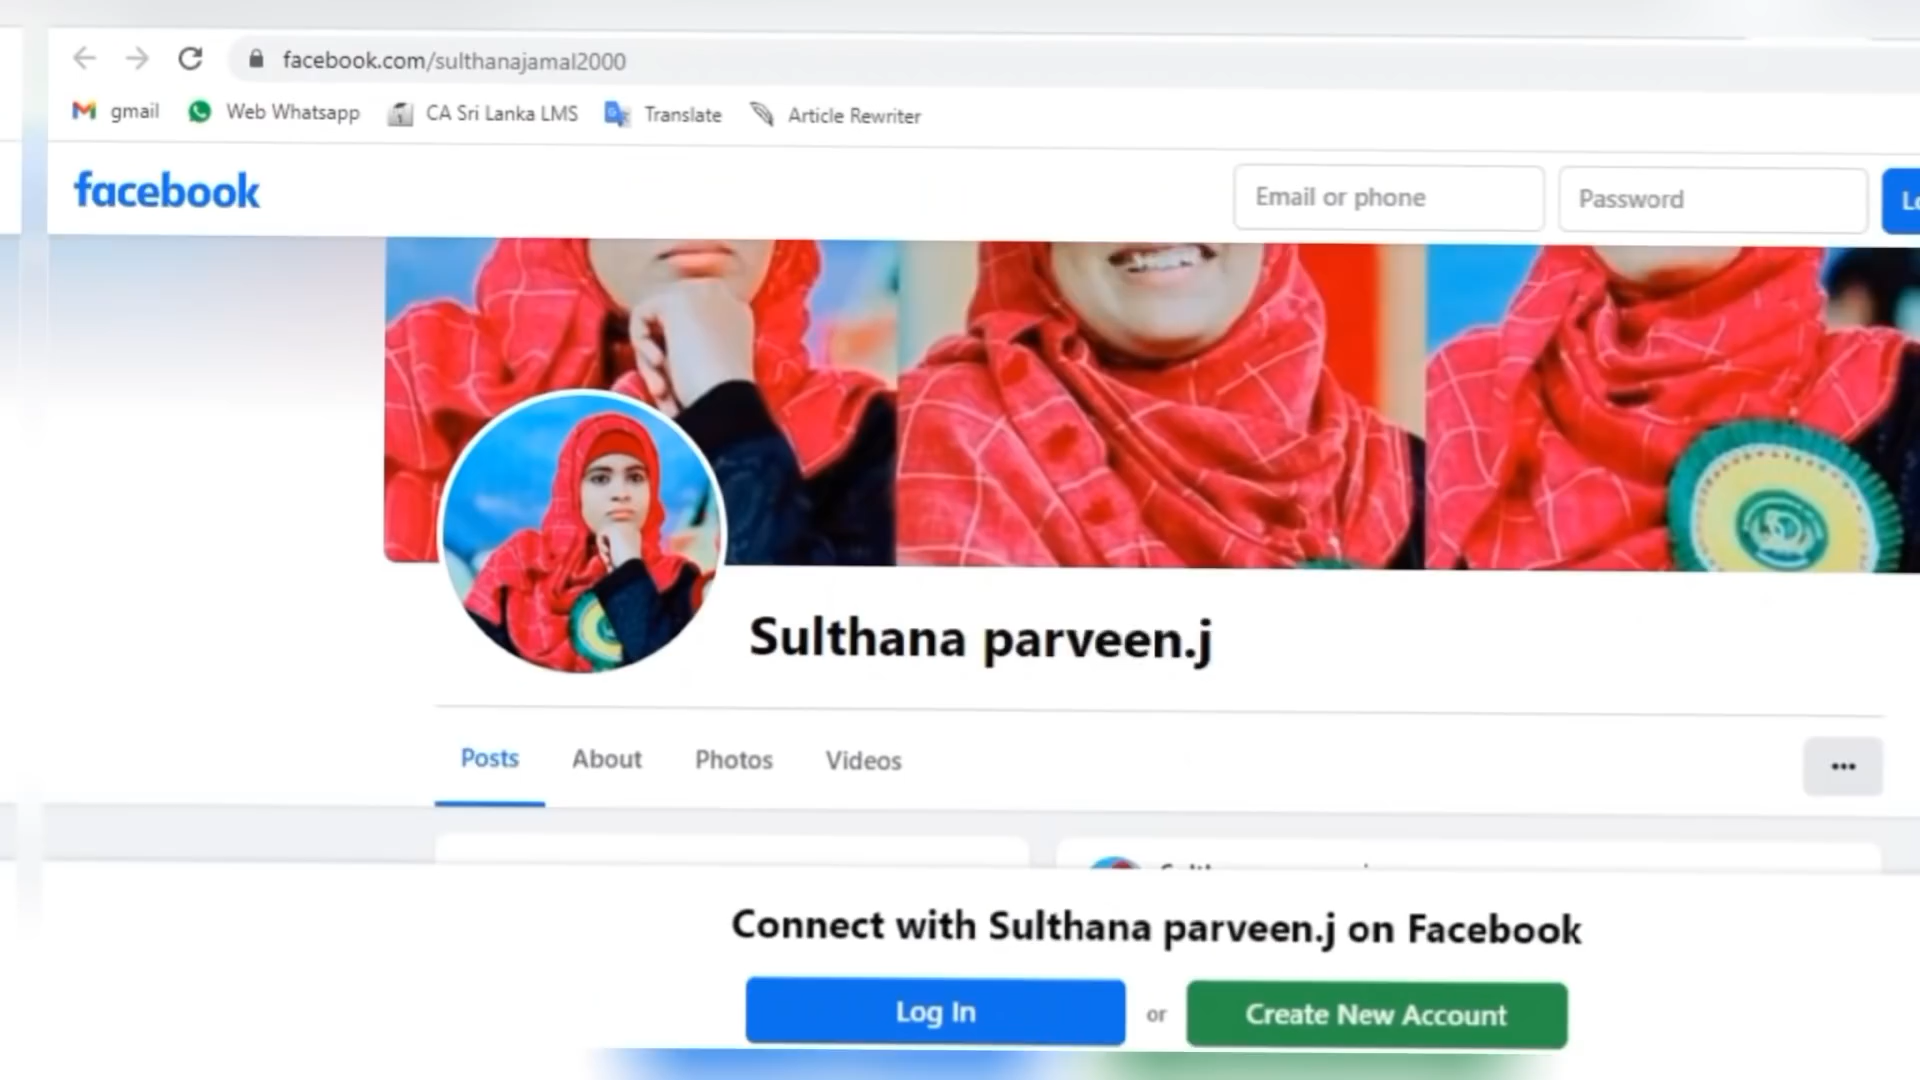 facebook.com/sulthanajamal2000
gmail Web Whatsapp CA Sri Lanka LMS Translate Article Rewriter
facebook Email or phone Password
Sulthana parveen.j
Posts About Photos Videos
Connect with Sulthana parveen.j on Facebook
Log In or Create New Account